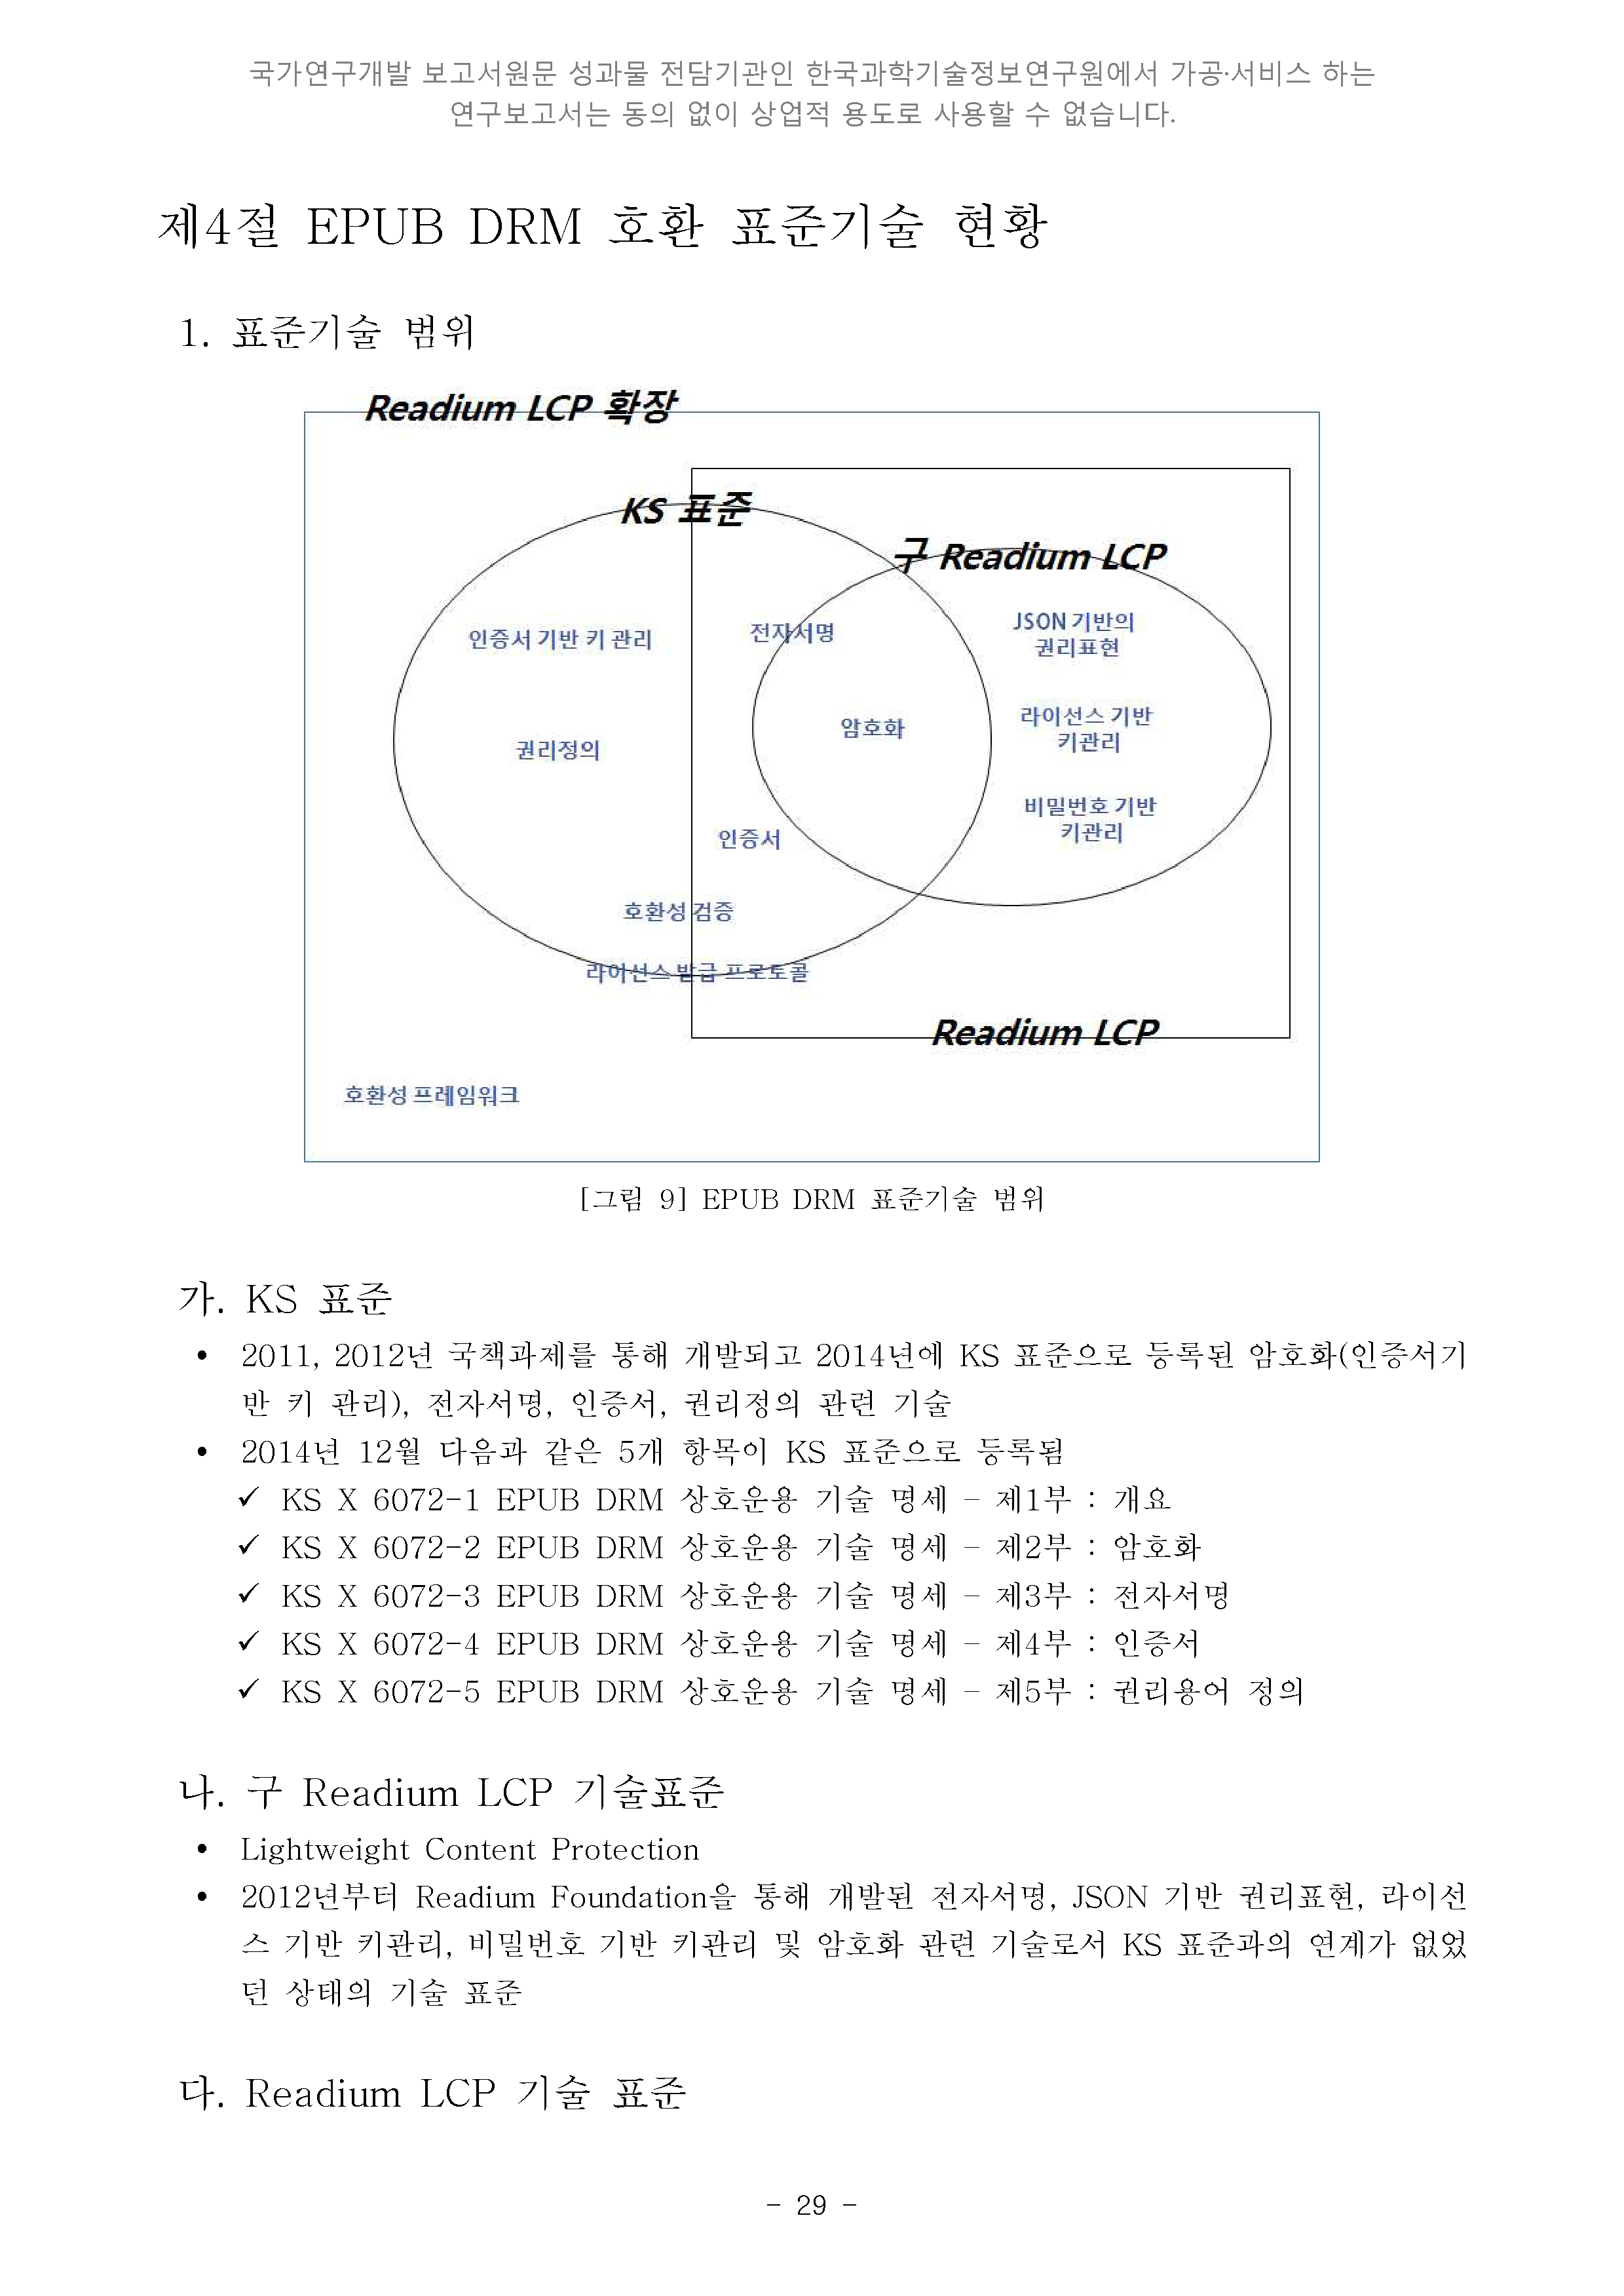 국가연구개발 보고서원문 성과물 전담기관인 한국과학기술정보연구원에서 가공·서비스 하는
연구보고서는 동의 없이 상업적 용도로 사용할 수 없습니다.
제4절 EPUB DRM 호환 표준기술 현황
1. 표준기술 범위
Readium LCP 확장
KS 표준
구 Readium LCP
인증서 기반 키 관리
전자서명
JSON 기반의
권리표현
권리정의
암호화
라이선스 기반
키관리
비밀번호 기반
키관리
인증서
호환성 검증
라이선스 발급 프로토콜
Readium LCP
호환성 프레임워크
[그림 9] EPUB DRM 표준기술 범위
가. KS 표준
• 2011, 2012년 국책과제를 통해 개발되고 2014년에 KS 표준으로 등록된 암호화(인증서기
반 키 관리), 전자서명, 인증서, 권리정의 관련 기술
• 2014년 12월 다음과 같은 5개 항목이 KS 표준으로 등록됨
✓ KS X 6072-1 EPUB DRM 상호운용 기술 명세 - 제1부 : 개요
✓ KS X 6072-2 EPUB DRM 상호운용 기술 명세 - 제2부 : 암호화
✓ KS X 6072-3 EPUB DRM 상호운용 기술 명세 - 제3부 : 전자서명
✓ KS X 6072-4 EPUB DRM 상호운용 기술 명세 - 제4부 : 인증서
✓ KS X 6072-5 EPUB DRM 상호운용 기술 명세 - 제5부 : 권리용어 정의
나. 구 Readium LCP 기술표준
• Lightweight Content Protection
• 2012년부터 Readium Foundation을 통해 개발된 전자서명, JSON 기반 권리표현, 라이선
스 기반 키관리, 비밀번호 기반 키관리 및 암호화 관련 기술로서 KS 표준과의 연계가 없었
던 상태의 기술 표준
다. Readium LCP 기술 표준
- 29 -